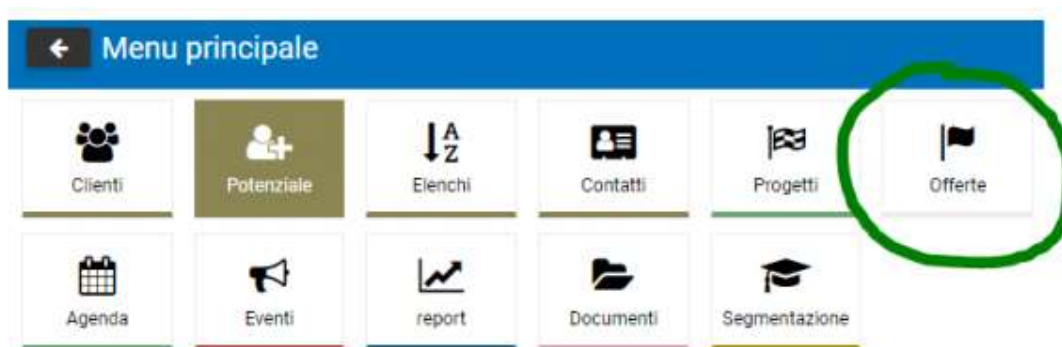 Menu principale
Clienti Potenziale Elenchi Contatti Progetti Offerte
Agenda Eventi report Documenti Segmentazione